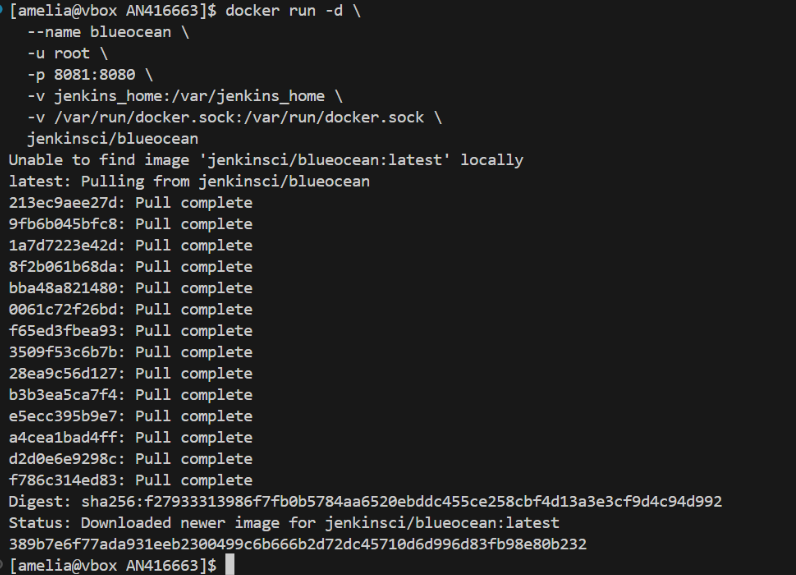 [amelia@vbox AN416663]$ docker run -d \
  --name blueocean \
  -u root \
  -p 8081:8080 \
  -v jenkins_home:/var/jenkins_home \
  -v /var/run/docker.sock:/var/run/docker.sock \
  jenkinsci/blueocean
Unable to find image 'jenkinsci/blueocean:latest' locally
latest: Pulling from jenkinsci/blueocean
213ec9aee27d: Pull complete
9fb6b045bfc8: Pull complete
1a7d7223e42d: Pull complete
8f2b061b68da: Pull complete
bba48a821480: Pull complete
0061c72f26bd: Pull complete
f65ed3fbea93: Pull complete
3509f53c6b7b: Pull complete
28ea9c56d127: Pull complete
b3b3ea5ca7f4: Pull complete
e5ecc395b9e7: Pull complete
a4cea1bad4ff: Pull complete
d2d0e6e9298c: Pull complete
f786c314ed83: Pull complete
Digest: sha256:f27933313986f7fb0b5784aa6520ebddc455ce258cbf4d13a3e3cf9d4c94d992
Status: Downloaded newer image for jenkinsci/blueocean:latest
389b7e6f77ada931eeb2300499c6b666b2d72dc45710d6d996d83fb98e80b232
[amelia@vbox AN416663]$